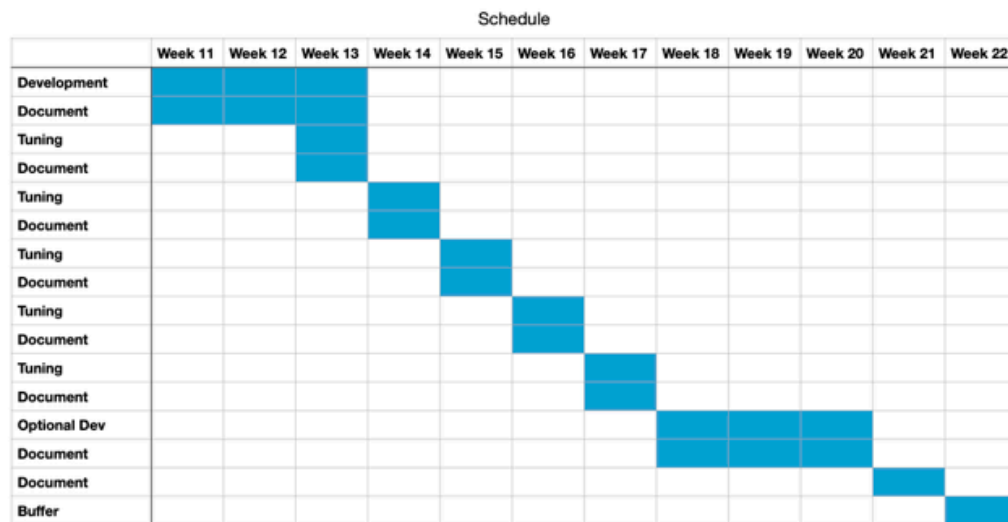 Schedule
Week 11 Week 12 Week 13 Week 14 Week 15 Week 16 Week 17 Week 18 Week 19 Week 20 Week 21 Week 22
Development
Document
Tuning
Document
Tuning
Document
Tuning
Document
Tuning
Document
Tuning
Document
Optional Dev
Document
Document
Buffer